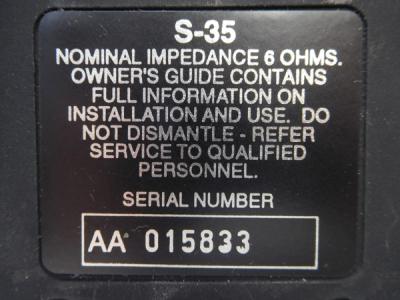 S-35
NOMINAL IMPEDANCE 6 OHMS.
OWNER'S GUIDE CONTAINS
FULL INFORMATION ON
INSTALLATION AND USE. DO
NOT DISMANTLE - REFER
SERVICE TO QUALIFIED
PERSONNEL.
SERIAL NUMBER
AA 015833